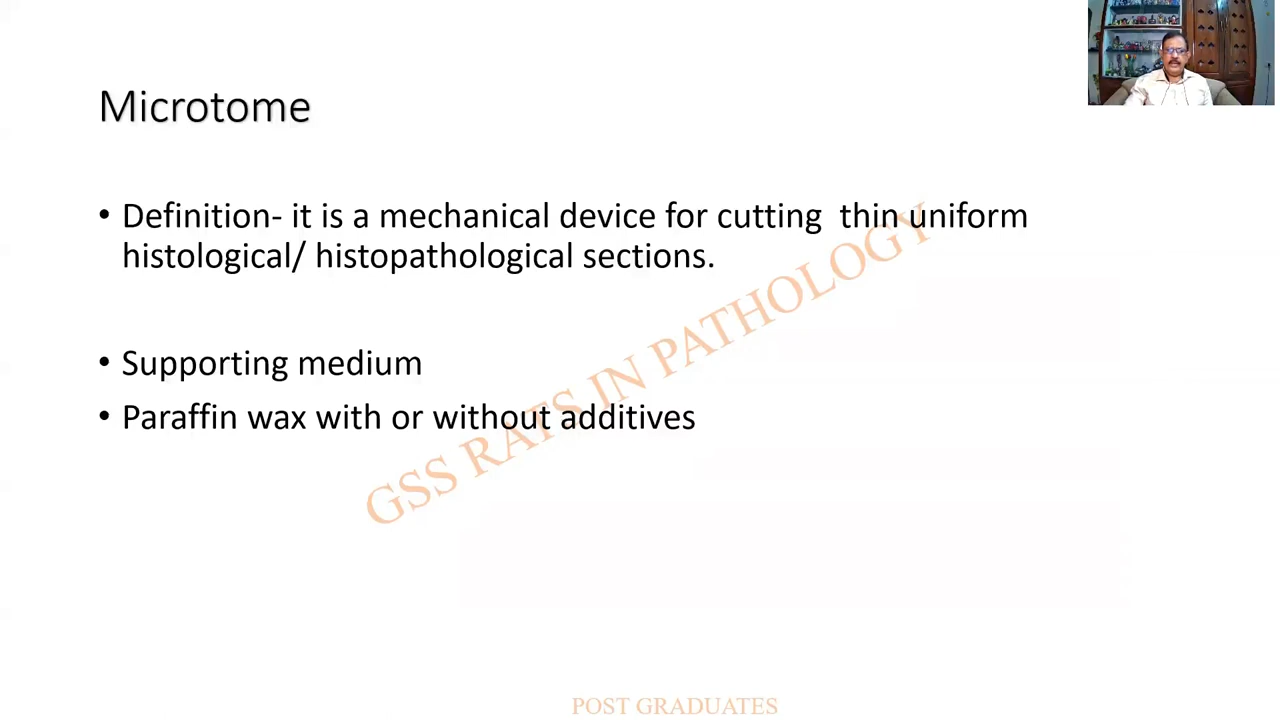 Microtome
• Definition- it is a mechanical device for cutting thin uniform
histological/ histopathological sections.
• Supporting medium
• Paraffin wax with or without additives
GSS RATS IN PATHOLOGY
POST GRADUATES